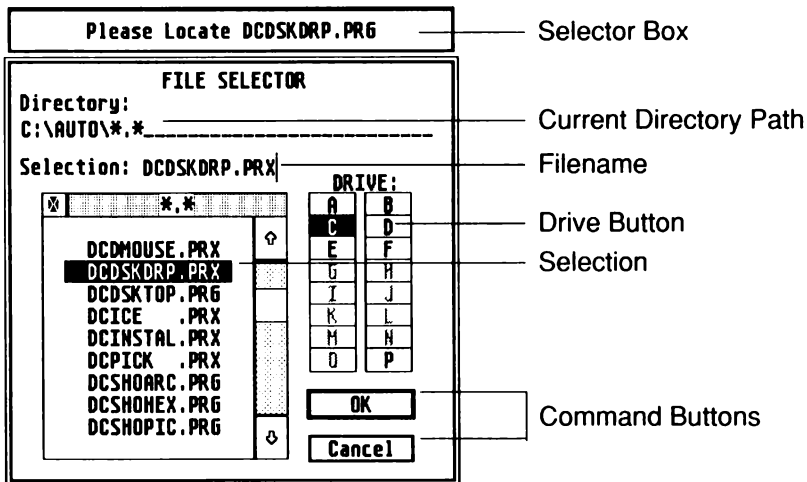 Please Locate DCDSKDRP.PRG
Selector Box
FILE SELECTOR
Directory:
C:\AUTO\*.*
Current Directory Path
Selection: DCDSKDRP.PRX
Filename
DRIVE:
*.*
A B
C D
Drive Button
E F
G H
I J
K L
M N
O P
DCDMOUSE.PRX
DCDSKDRP.PRX
Selection
DCDSKTOP.PRG
DCICE .PRX
DCINSTAL.PRX
DCPICK .PRX
DCSHOARC.PRG
DCSHOHEX.PRG
DCSHOPIC.PRG
OK
Cancel
Command Buttons